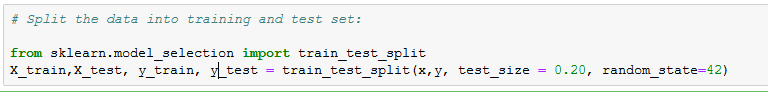 # Split the data into training and test set:
from sklearn.model_selection import train_test_split
X_train,X_test, y_train, y_test = train_test_split(x,y, test_size = 0.20, random_state=42)